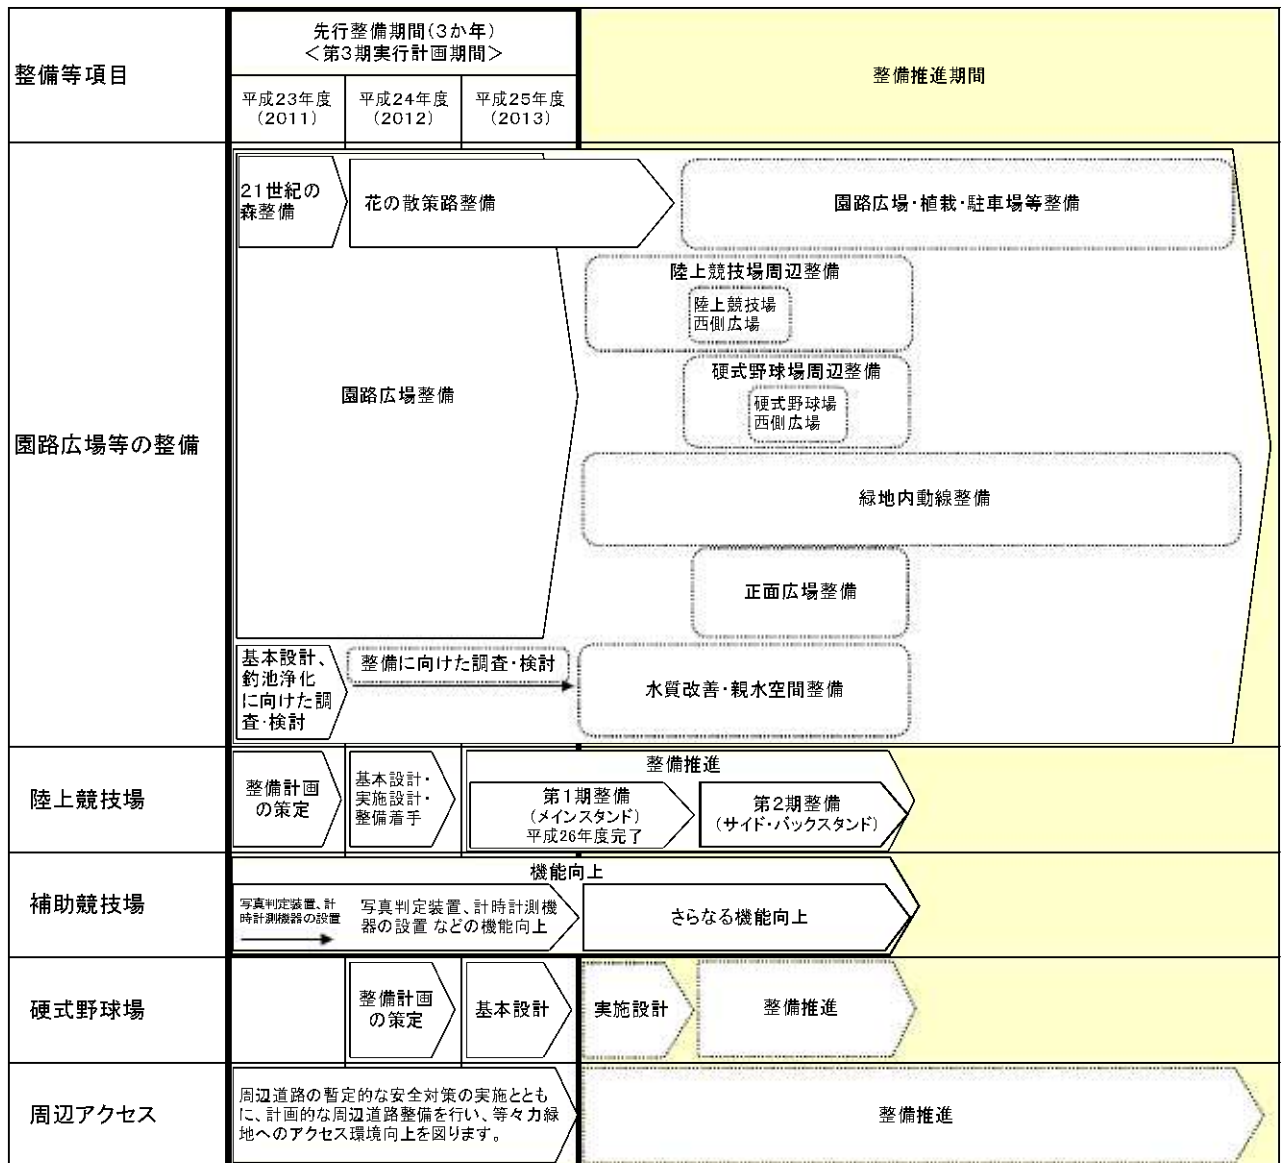 整備等項目
先行整備期間(3か年)
＜第3期実行計画期間＞
整備推進期間
平成23年度
(2011)
平成24年度
(2012)
平成25年度
(2013)
園路広場等の整備
21世紀の
森整備
花の散策路整備
園路広場・植栽・駐車場等整備
陸上競技場周辺整備
陸上競技場
西側広場
硬式野球場周辺整備
硬式野球場
西側広場
園路広場整備
緑地内動線整備
正面広場整備
基本設計、
釣池浄化
に向けた調
査・検討
整備に向けた調査・検討
水質改善・親水空間整備
陸上競技場
整備計画
の策定
基本設計・
実施設計・
整備着手
整備推進
第1期整備
(メインスタンド)
平成26年度完了
第2期整備
(サイド・バックスタンド)
補助競技場
機能向上
写真判定装置、計
時計測機器の設置
写真判定装置、計時計測機
器の設置 などの機能向上
さらなる機能向上
硬式野球場
整備計画
の策定
基本設計
実施設計
整備推進
周辺アクセス
周辺道路の暫定的な安全対策の実施ととも
に、計画的な周辺道路整備を行い、等々力緑
地へのアクセス環境向上を図ります。
整備推進